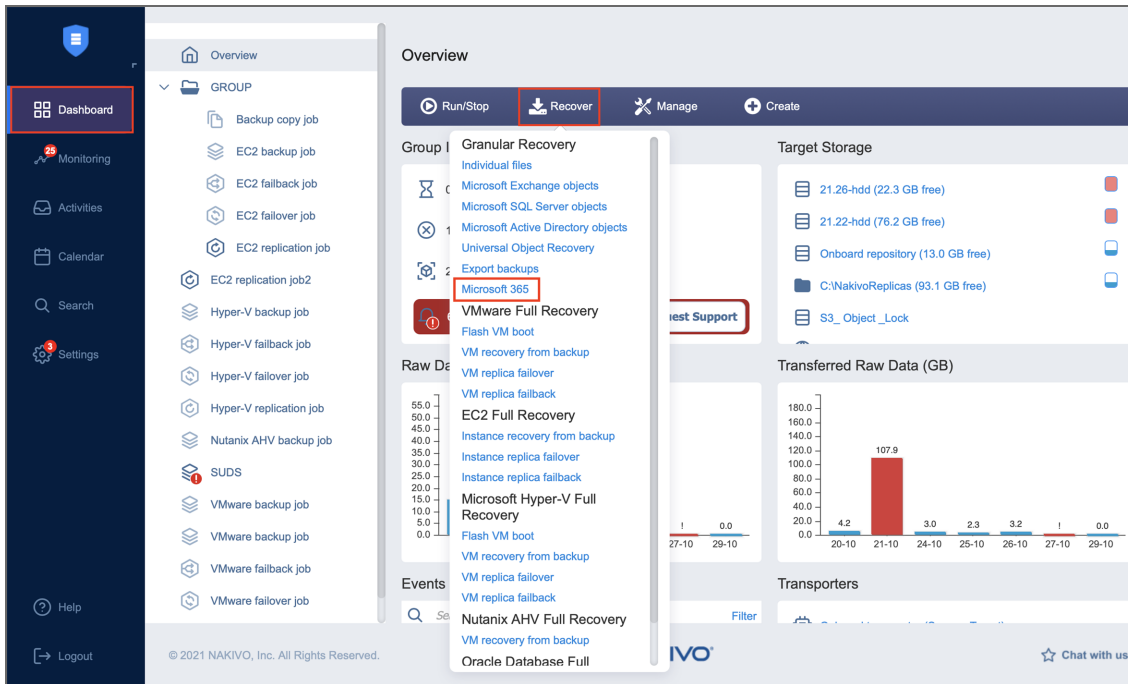 Dashboard
25
Monitoring
Activities
Calendar
Search
3
Settings
Help
Logout
Overview
GROUP
Backup copy job
EC2 backup job
EC2 failback job
EC2 failover job
EC2 replication job
EC2 replication job2
Hyper-V backup job
Hyper-V failback job
Hyper-V failover job
Hyper-V replication job
Nutanix AHV backup job
SUDS
VMware backup job
VMware backup job
VMware failback job
VMware failover job
© 2021 NAKIVO, Inc. All Rights Reserved.
Overview
Run/Stop
Recover
Manage
Create
Group I
Granular Recovery
Individual files
Microsoft Exchange objects
Microsoft SQL Server objects
Microsoft Active Directory objects
Universal Object Recovery
Export backups
Microsoft 365
VMware Full Recovery
Flash VM boot
VM recovery from backup
VM replica failover
VM replica failback
EC2 Full Recovery
Instance recovery from backup
Instance replica failover
Instance replica failback
Microsoft Hyper-V Full
Recovery
Flash VM boot
VM recovery from backup
VM replica failover
VM replica failback
Nutanix AHV Full Recovery
VM recovery from backup
Oracle Database Full
est Support
Raw Da
55.0
50.0
45.0
40.0
35.0
30.0
25.0
20.0
15.0
10.0
5.0
0.0
! 0.0
27-10 29-10
Events
Filter
IVO
Target Storage
21.26-hdd (22.3 GB free)
21.22-hdd (76.2 GB free)
Onboard repository (13.0 GB free)
C:\NakivoReplicas (93.1 GB free)
S3_ Object _Lock
Transferred Raw Data (GB)
180.0
160.0
140.0
120.0
100.0
80.0
60.0
40.0
20.0
0.0
4.2 107.9 3.0 2.3 3.2 ! 0.0
20-10 21-10 24-10 25-10 26-10 27-10 29-10
Transporters
Chat with us